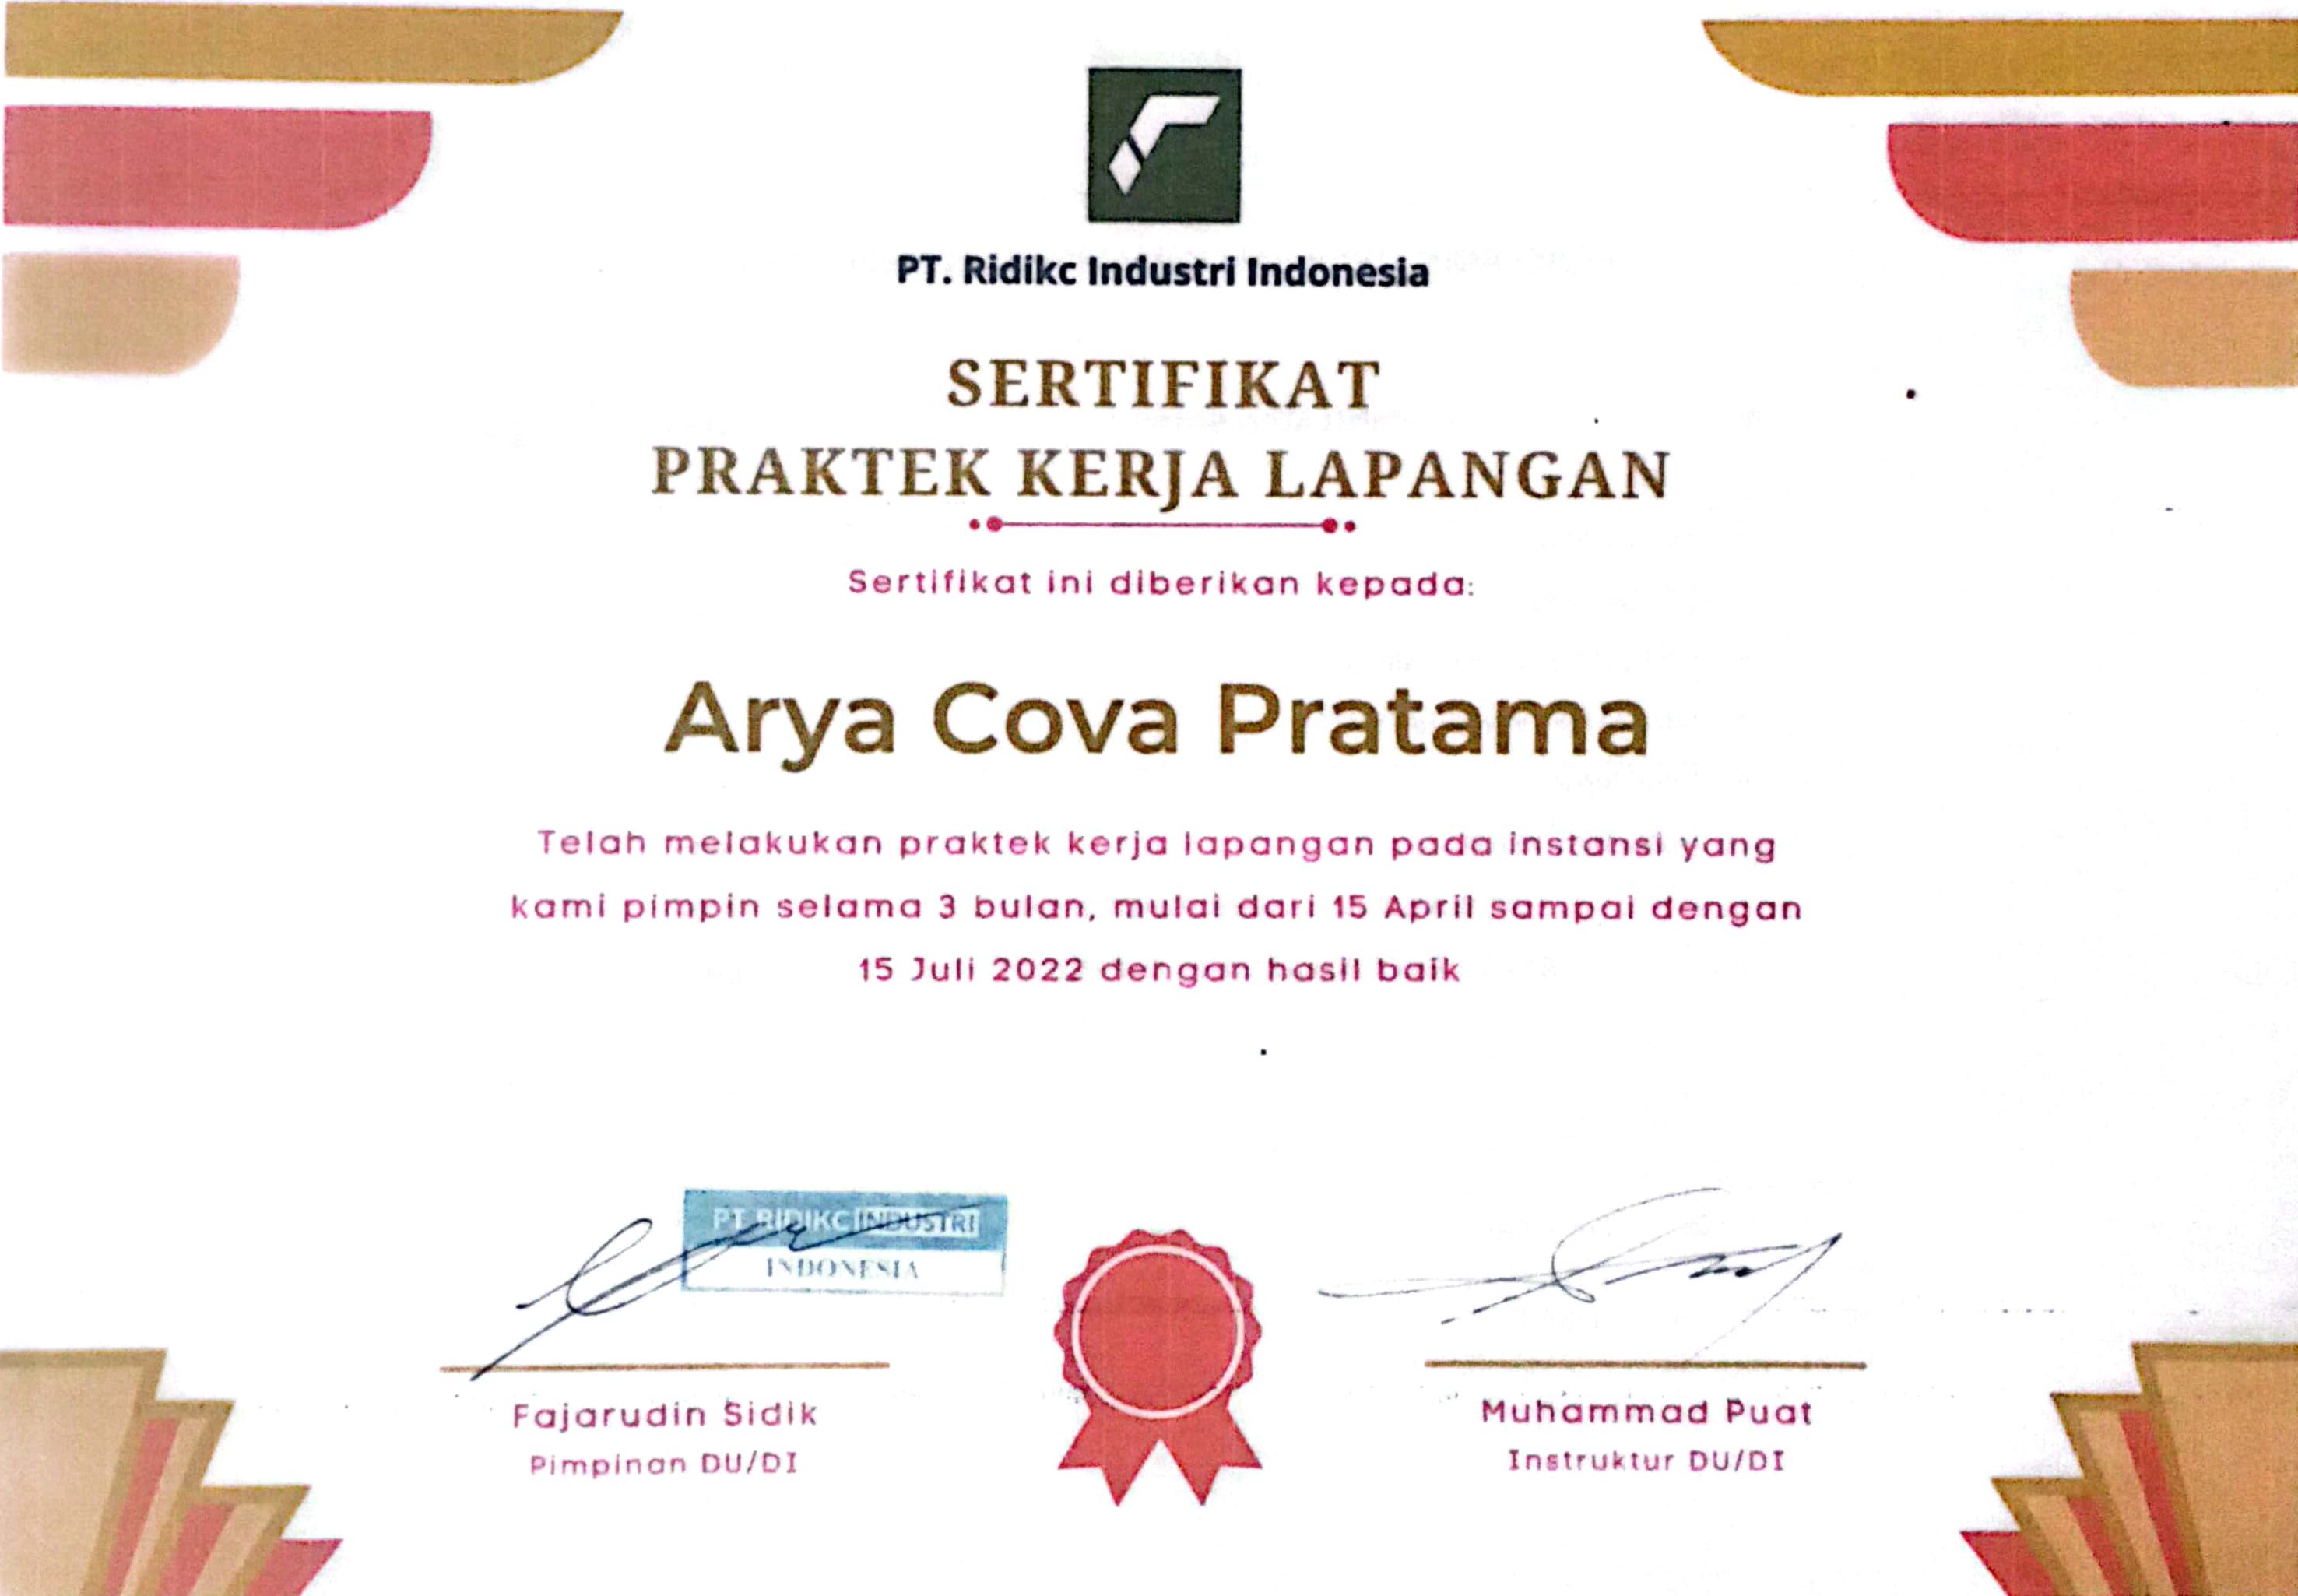 PT. Ridikc Industri Indonesia
SERTIFIKAT
PRAKTEK KERJA LAPANGAN
Sertifikat ini diberikan kepada:
Arya Cova Pratama
Telah melakukan praktek kerja lapangan pada instansi yang
kami pimpin selama 3 bulan, mulai dari 15 April sampai dengan
15 Juli 2022 dengan hasil baik
PT RIDIKC INDUSTRI
INDONESIA
Fajarudin Sidik
Pimpinan DU/DI
Muhammad Puat
Instruktur DU/DI